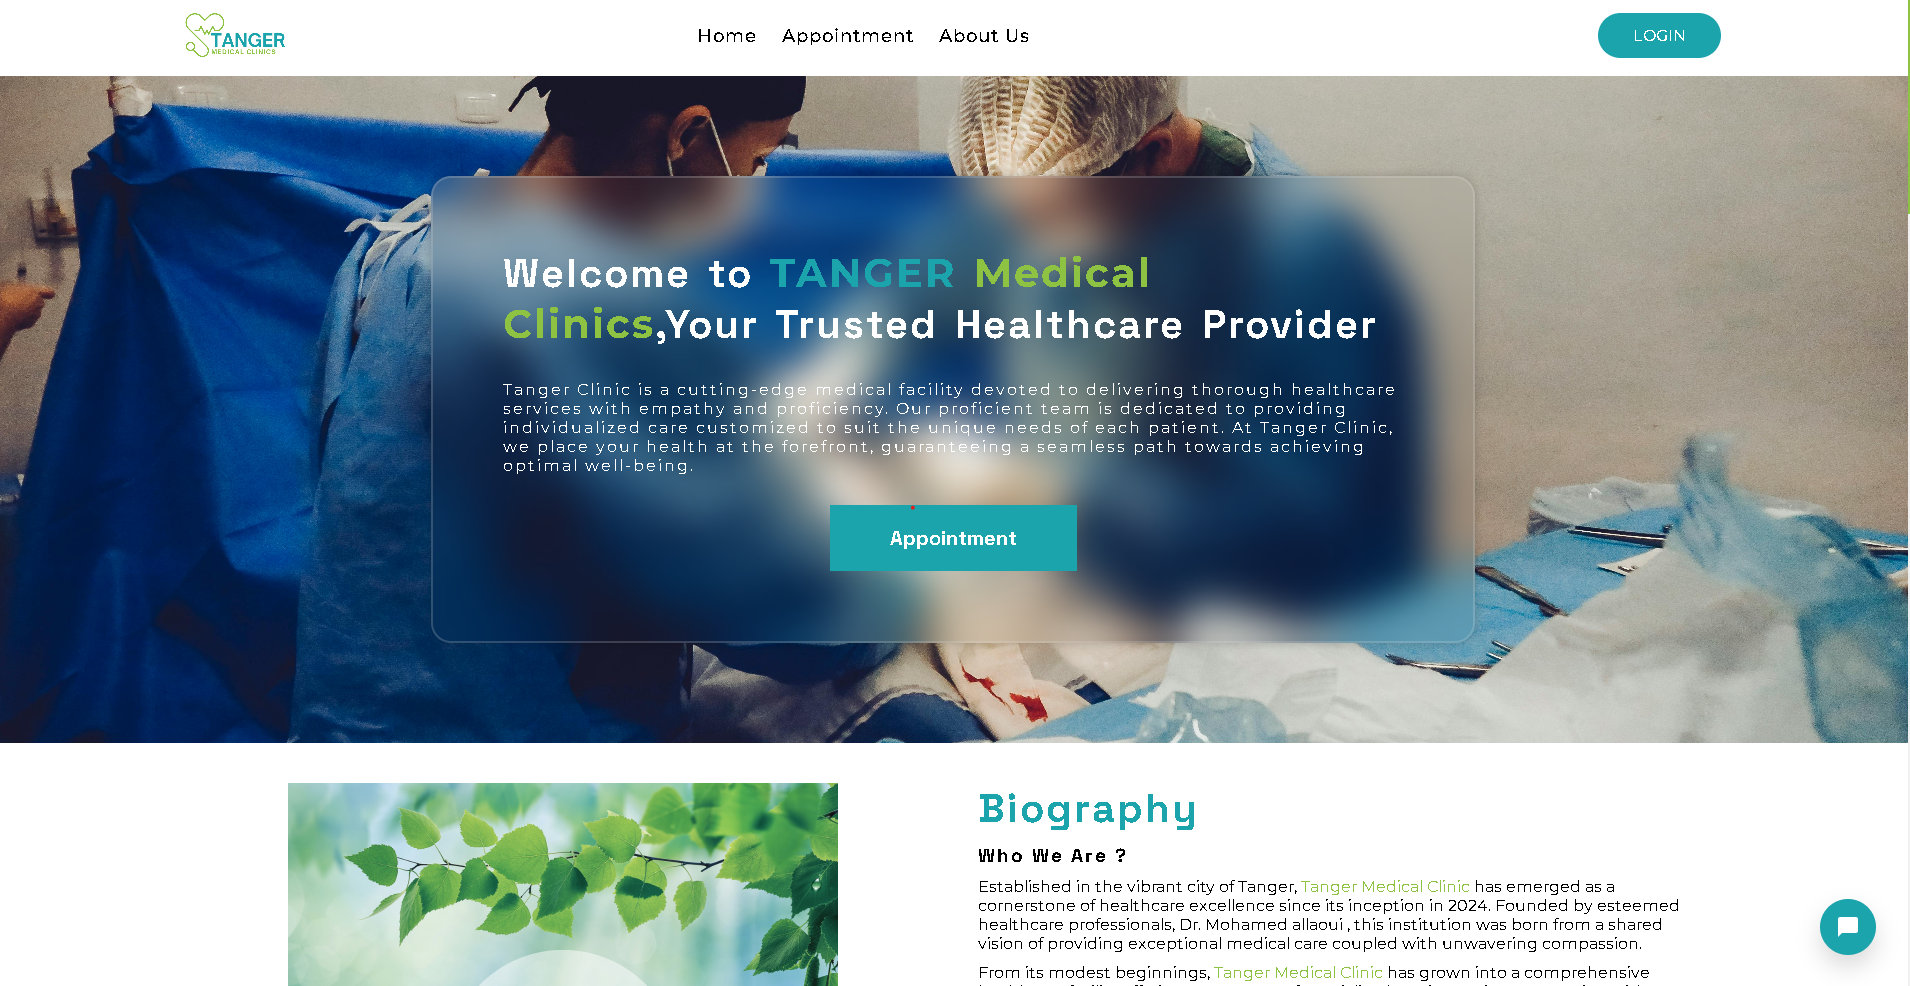 TANGER
MEDICAL CLINICS
Home Appointment About Us
LOGIN
Welcome to TANGER Medical
Clinics,Your Trusted Healthcare Provider
Tanger Clinic is a cutting-edge medical facility devoted to delivering thorough healthcare
services with empathy and proficiency. Our proficient team is dedicated to providing
individualized care customized to suit the unique needs of each patient. At Tanger Clinic,
we place your health at the forefront, guaranteeing a seamless path towards achieving
optimal well-being.
Appointment
Biography
Who We Are ?
Established in the vibrant city of Tanger, Tanger Medical Clinic has emerged as a
cornerstone of healthcare excellence since its inception in 2024. Founded by esteemed
healthcare professionals, Dr. Mohamed allaoui , this institution was born from a shared
vision of providing exceptional medical care coupled with unwavering compassion.
From its modest beginnings, Tanger Medical Clinic has grown into a comprehensive